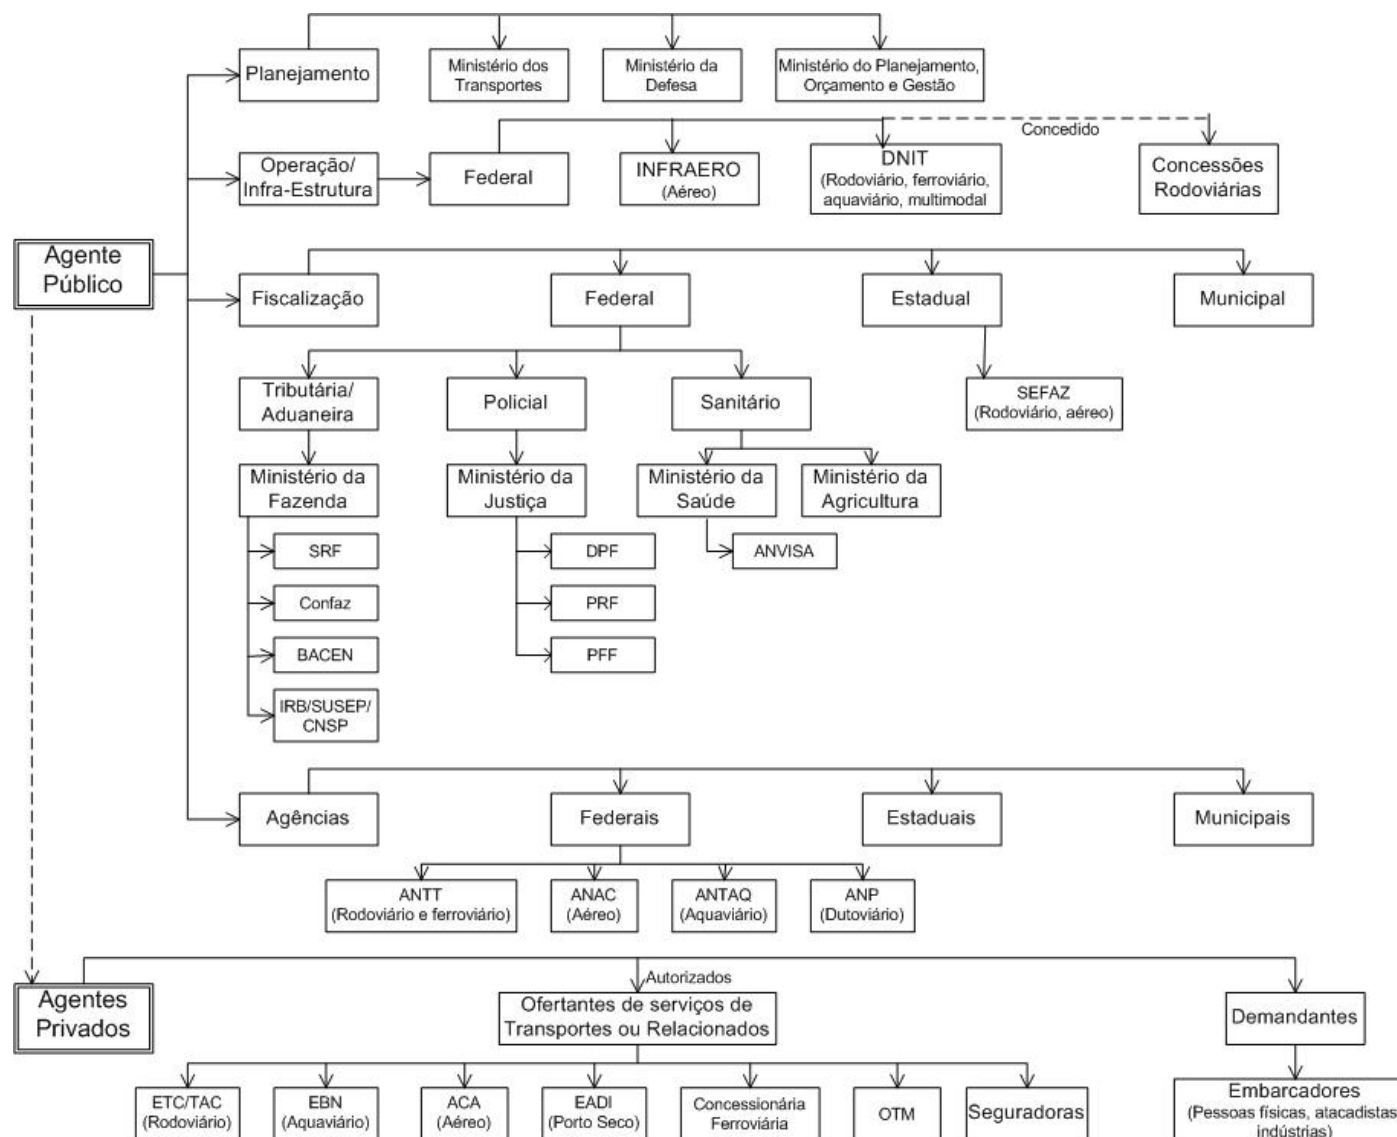 Planejamento
Ministério dos
Transportes
Ministério da
Defesa
Ministério do Planejamento,
Orçamento e Gestão
Concedido
Operação/
Infra-Estrutura
Federal
INFRAERO
(Aéreo)
DNIT
(Rodoviário, ferroviário,
aquaviário, multimodal
Concessões
Rodoviárias
Agente
Público
Fiscalização
Federal
Estadual
Municipal
Tributária/
Aduaneira
Policial
Sanitário
SEFAZ
(Rodoviário, aéreo)
Ministério da
Fazenda
Ministério da
Justiça
Ministério da
Saúde
Ministério da
Agricultura
SRF
DPF
ANVISA
Confaz
PRF
BACEN
PFF
IRB/SUSEP/
CNSP
Agências
Federais
Estaduais
Municipais
ANTT
(Rodoviário e ferroviário)
ANAC
(Aéreo)
ANTAQ
(Aquaviário)
ANP
(Dutoviário)
Autorizados
Agentes
Privados
Ofertantes de serviços de
Transportes ou Relacionados
Demandantes
ETC/TAC
(Rodoviário)
EBN
(Aquaviário)
ACA
(Aéreo)
EADI
(Porto Seco)
Concessionária
Ferroviária
OTM
Seguradoras
Embarcadores
(Pessoas físicas, atacadistas
indústrias)